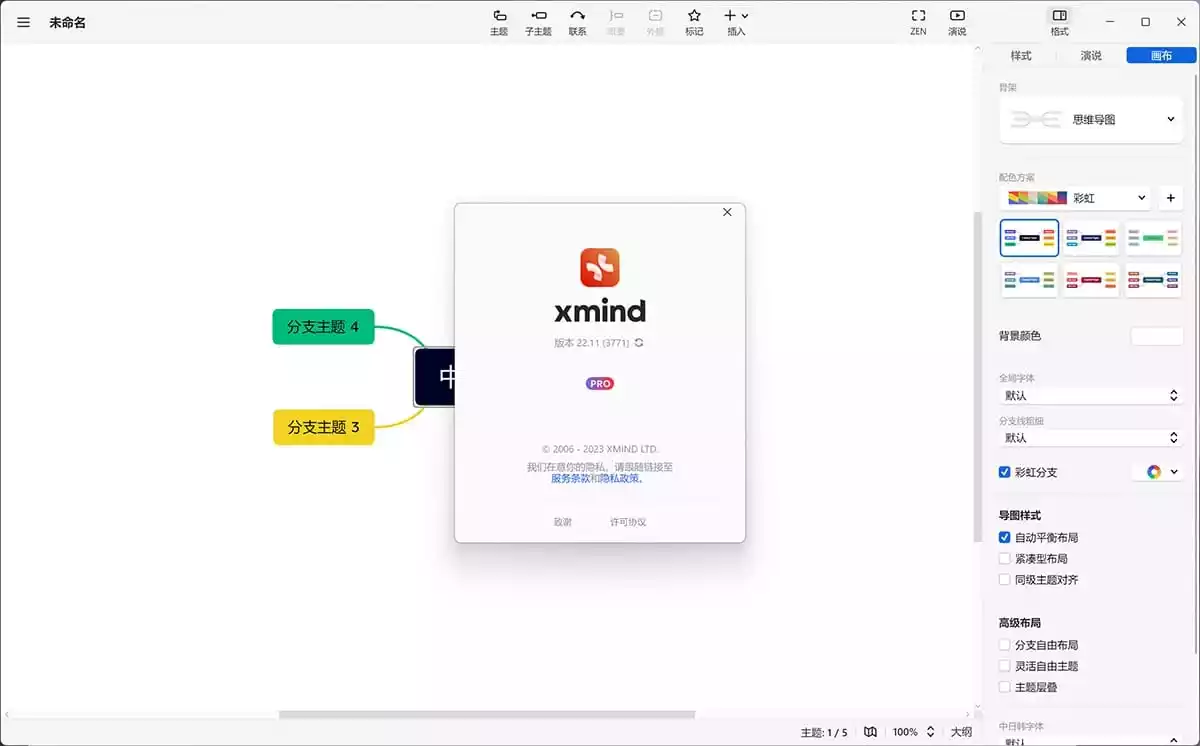 未命名
主题 子主题 联系 概要 外框 标记 插入
ZEN 演说
格式
样式 演说 画布
骨架
思维导图
配色方案
彩虹
背景颜色
全局字体
默认
分支线粗细
默认
彩虹分支
导图样式
自动平衡布局
紧凑型布局
同级主题对齐
高级布局
分支自由布局
灵活自由主题
主题层叠
中日韩字体
默认
分支主题 4
分支主题 3
中
xmind
版本 22.11 (3771)
PRO
© 2006 - 2023 XMIND LTD.
我们在意你的隐私。请跟随链接至
服务条款和隐私政策。
致谢 许可协议
主题: 1 / 5 100% 大纲